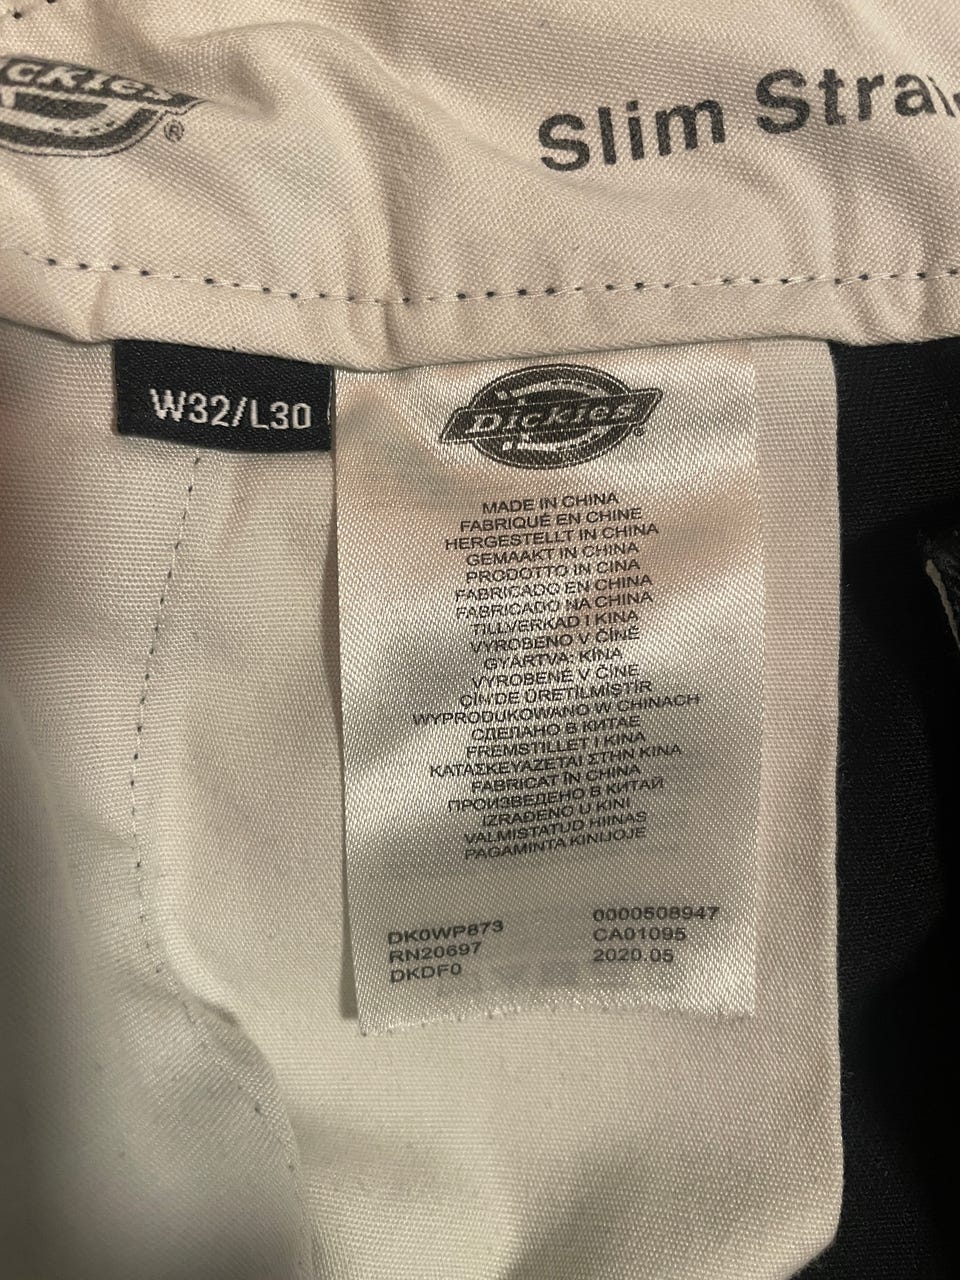 Dickies®
Slim Stra
W32/L30
Dickies®
MADE IN CHINA
FABRIQUÉ EN CHINE
HERGESTELLT IN CHINA
GEMAAKT IN CHINA
PRODOTTO IN CINA
FABRICADO EN CHINA
FABRICADO NA CHINA
TILLVERKAD I KINA
VYROBENO V ČÍNĚ
GYÁRTVA: KÍNA
VYROBENÉ V ČÍNE
ÇİN'DE ÜRETİLMİŞTİR
WYPRODUKOWANO W CHINACH
СДЕЛАНО В КИТАЕ
FREMSTILLET I KINA
ΚΑΤΑΣΚΕΥΑΖΕΤΑΙ ΣΤΗΝ ΚΙΝΑ
FABRICAT ÎN CHINA
ПРОИЗВЕДЕНО В КИТАЙ
IZRAĐENO U KINI
VALMISTATUD HIINAS
PAGAMINTA KINIJOJE
DK0WP873 0000508947
RN20697 CA01095
DKDF0 2020.05